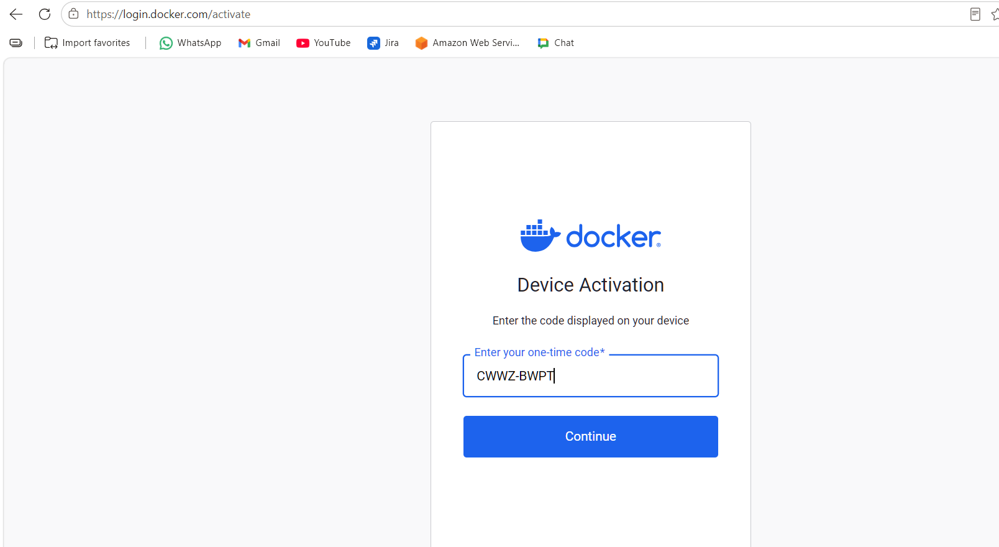 https://login.docker.com/activate
Import favorites WhatsApp Gmail YouTube Jira Amazon Web Servi... Chat
docker
Device Activation
Enter the code displayed on your device
Enter your one-time code*
CWWZ-BWPT
Continue